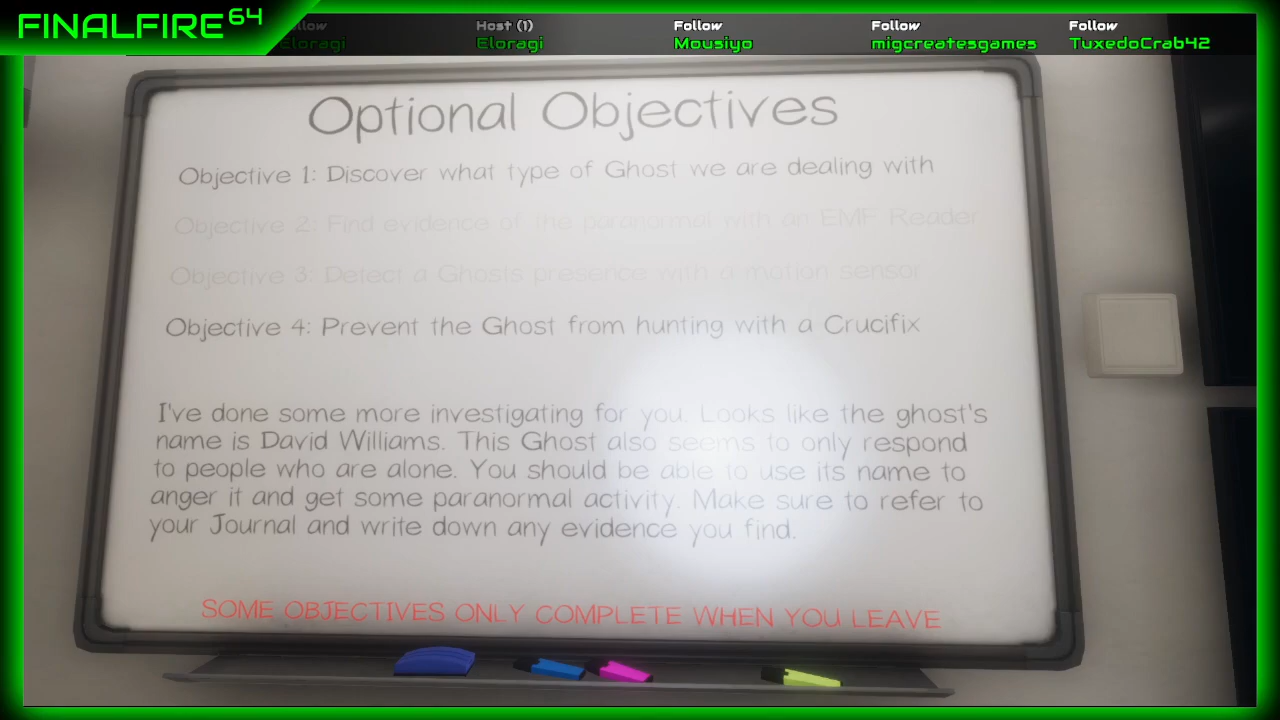 FINALFIRE64
Follow Host (1) Follow Follow Follow
Eloragi Eloragi Mousiyo migcreatesgames TuxedoCrab42
Optional Objectives
Objective 1: Discover what type of Ghost we are dealing with
Objective 2: Find evidence of the paranormal with an EMF Reader
Objective 3: Detect a Ghosts presence with a motion sensor
Objective 4: Prevent the Ghost from hunting with a Crucifix
I've done some more investigating for you. Looks like the ghost's
name is David Williams. This Ghost also seems to only respond
to people who are alone. You should be able to use its name to
anger it and get some paranormal activity. Make sure to refer to
your Journal and write down any evidence you find.
SOME OBJECTIVES ONLY COMPLETE WHEN YOU LEAVE